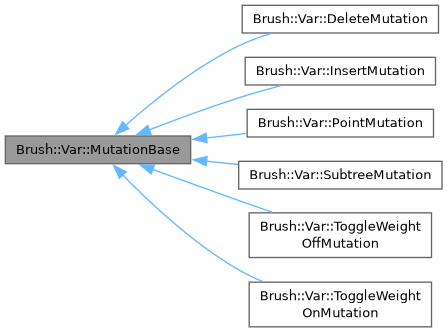 Brush::Var::DeleteMutation
Brush::Var::InsertMutation
Brush::Var::PointMutation
Brush::Var::MutationBase
Brush::Var::SubtreeMutation
Brush::Var::ToggleWeight
OffMutation
Brush::Var::ToggleWeight
OnMutation